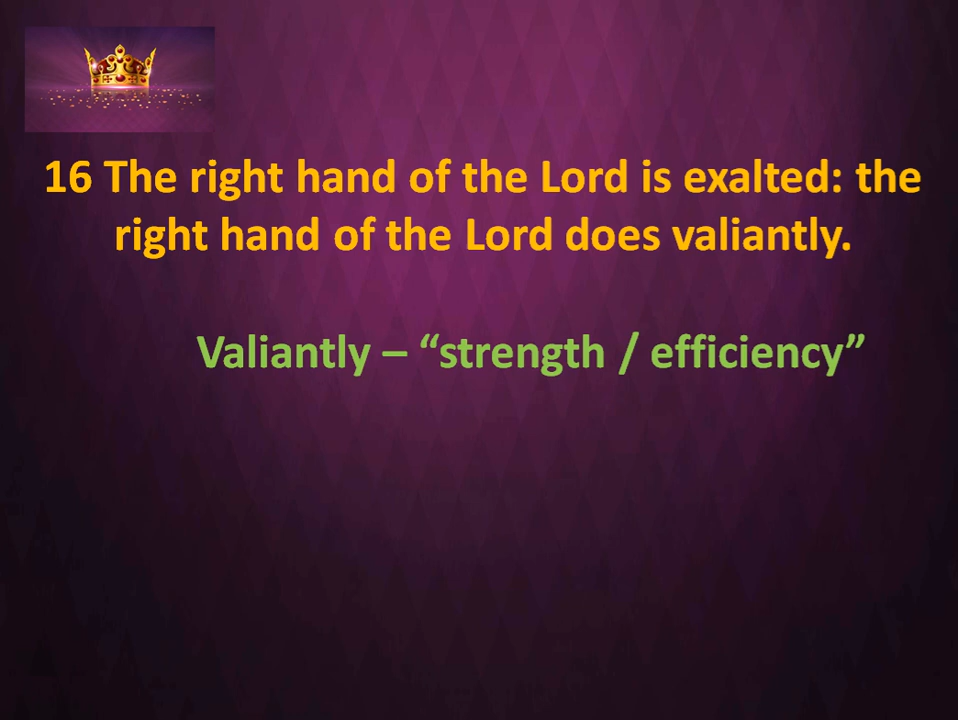 16 The right hand of the Lord is exalted: the
right hand of the Lord does valiantly.
Valiantly – “strength / efficiency”